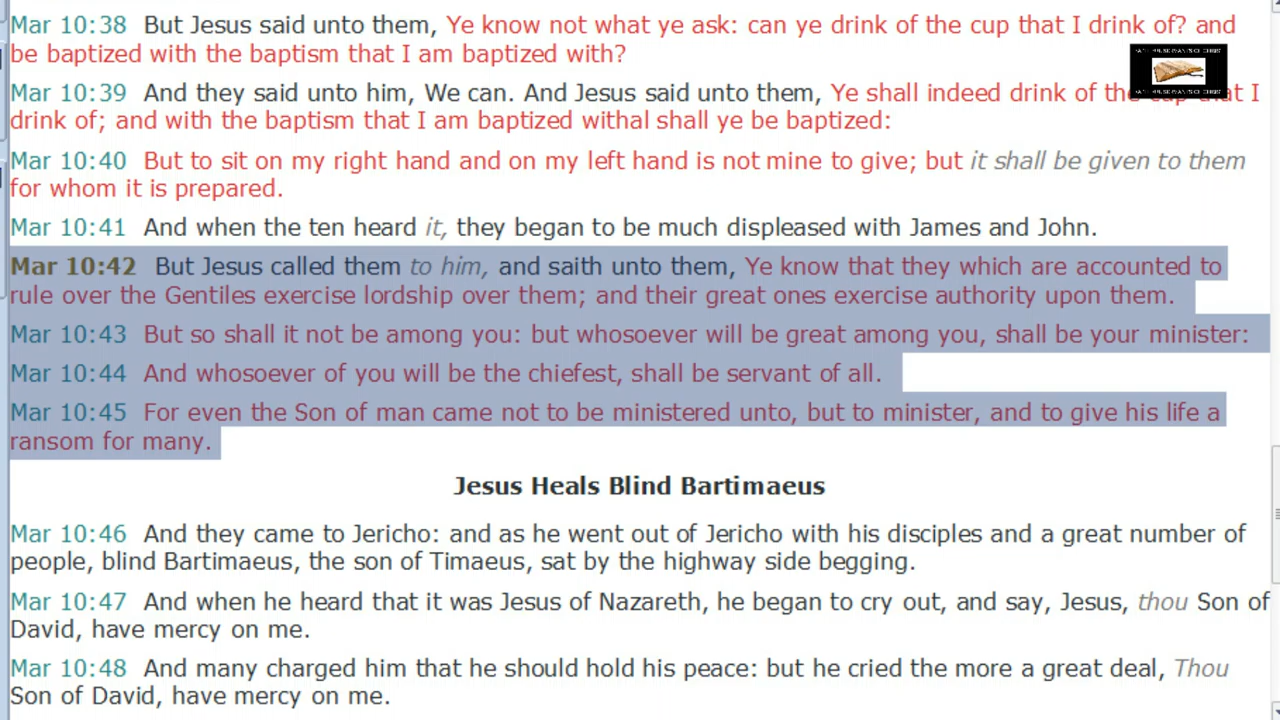 Mar 10:38 But Jesus said unto them, Ye know not what ye ask: can ye drink of the cup that I drink of? and
be baptized with the baptism that I am baptized with?
Mar 10:39 And they said unto him, We can. And Jesus said unto them, Ye shall indeed drink of the cup that I
drink of; and with the baptism that I am baptized withal shall ye be baptized:
Mar 10:40 But to sit on my right hand and on my left hand is not mine to give; but it shall be given to them
for whom it is prepared.
Mar 10:41 And when the ten heard it, they began to be much displeased with James and John.
Mar 10:42 But Jesus called them to him, and saith unto them, Ye know that they which are accounted to
rule over the Gentiles exercise lordship over them; and their great ones exercise authority upon them.
Mar 10:43 But so shall it not be among you: but whosoever will be great among you, shall be your minister:
Mar 10:44 And whosoever of you will be the chiefest, shall be servant of all.
Mar 10:45 For even the Son of man came not to be ministered unto, but to minister, and to give his life a
ransom for many.
Jesus Heals Blind Bartimaeus
Mar 10:46 And they came to Jericho: and as he went out of Jericho with his disciples and a great number of
people, blind Bartimaeus, the son of Timaeus, sat by the highway side begging.
Mar 10:47 And when he heard that it was Jesus of Nazareth, he began to cry out, and say, Jesus, thou Son of
David, have mercy on me.
Mar 10:48 And many charged him that he should hold his peace: but he cried the more a great deal, Thou
Son of David, have mercy on me.